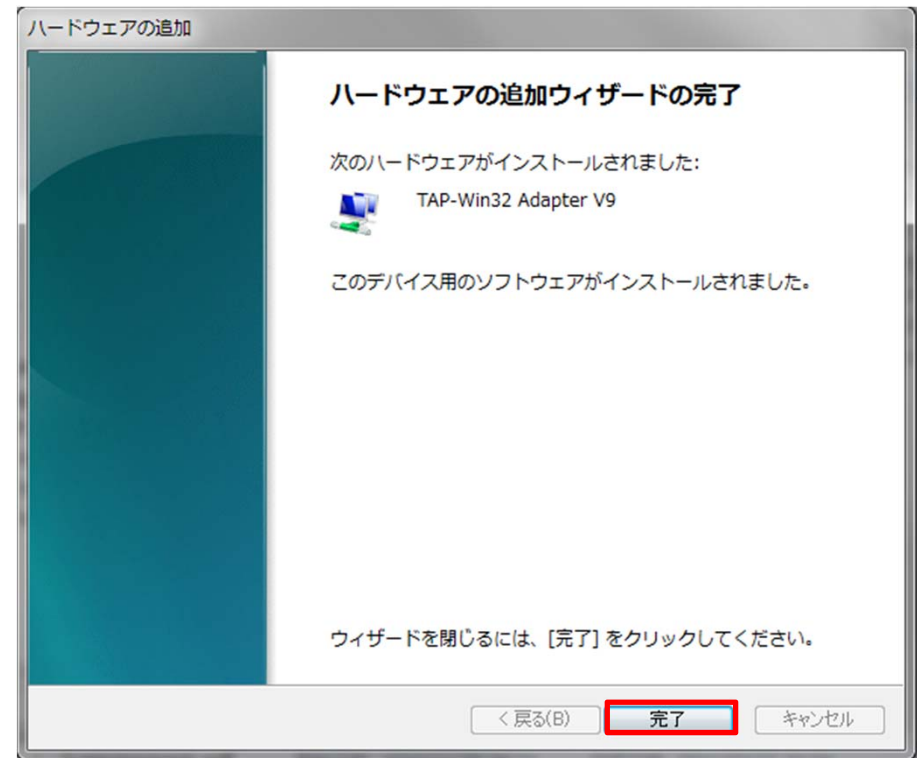 ハードウェアの追加
ハードウェアの追加ウィザードの完了
次のハードウェアがインストールされました:
TAP-Win32 Adapter V9
このデバイス用のソフトウェアがインストールされました。
ウィザードを閉じるには、[完了] をクリックしてください。
< 戻る(B)
完了
キャンセル